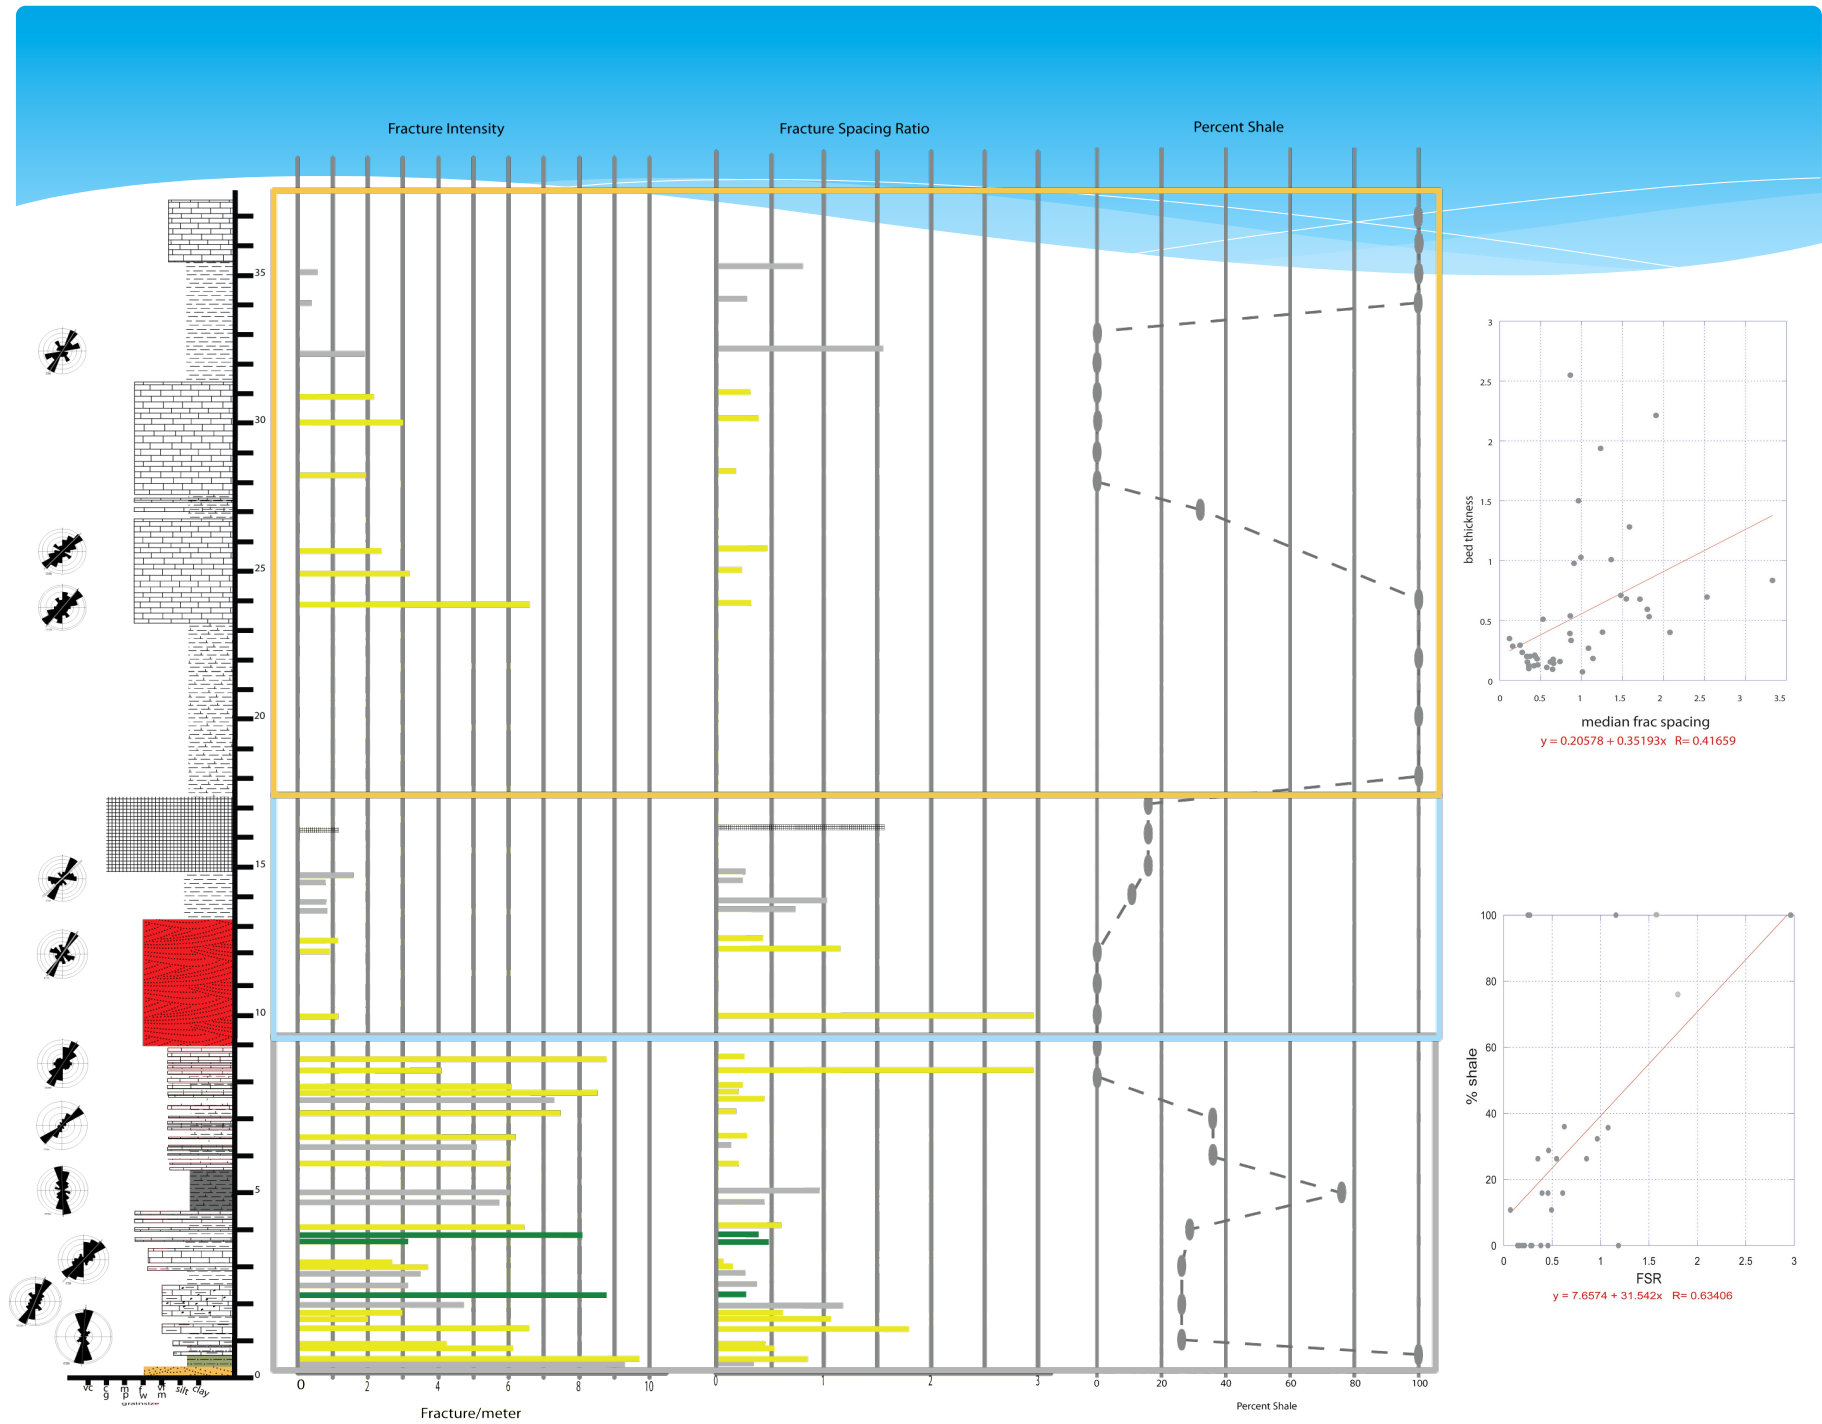 Fracture Intensity
Fracture Spacing Ratio
Percent Shale
35
30
25
20
15
10
5
0
vc
c
g
m
p
f
w
vf
m
silt
clay
grainsize
0 2 4 6 8 10
Fracture/meter
0 1 2 3
0 20 40 60 80 100
Percent Shale
3
2.5
2
1.5
1
0.5
0
bed thickness
0 0.5 1 1.5 2 2.5 3 3.5
median frac spacing
y = 0.20578 + 0.35193x R= 0.41659
100
80
60
40
20
0
% shale
0 0.5 1 1.5 2 2.5 3
FSR
y = 7.6574 + 31.542x R= 0.63406